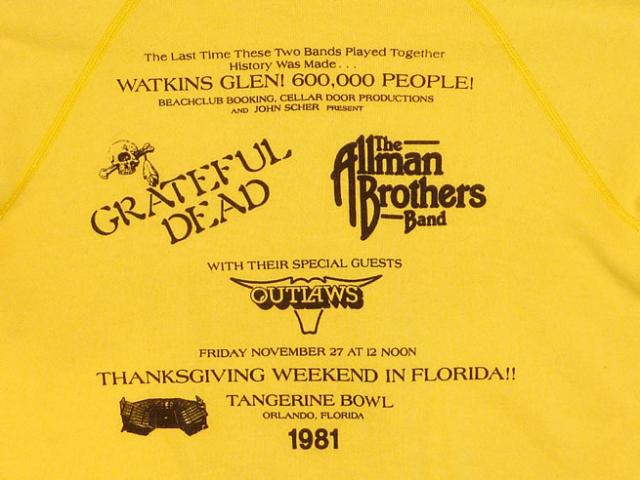 The Last Time These Two Bands Played Together
History Was Made . . .
WATKINS GLEN! 600,000 PEOPLE!
BEACHCLUB BOOKING, CELLAR DOOR PRODUCTIONS
AND JOHN SCHER PRESENT
GRATEFUL
DEAD
The
Allman
Brothers
Band
WITH THEIR SPECIAL GUESTS
OUTLAWS
FRIDAY NOVEMBER 27 AT 12 NOON
THANKSGIVING WEEKEND IN FLORIDA!!
TANGERINE BOWL
ORLANDO, FLORIDA
1981